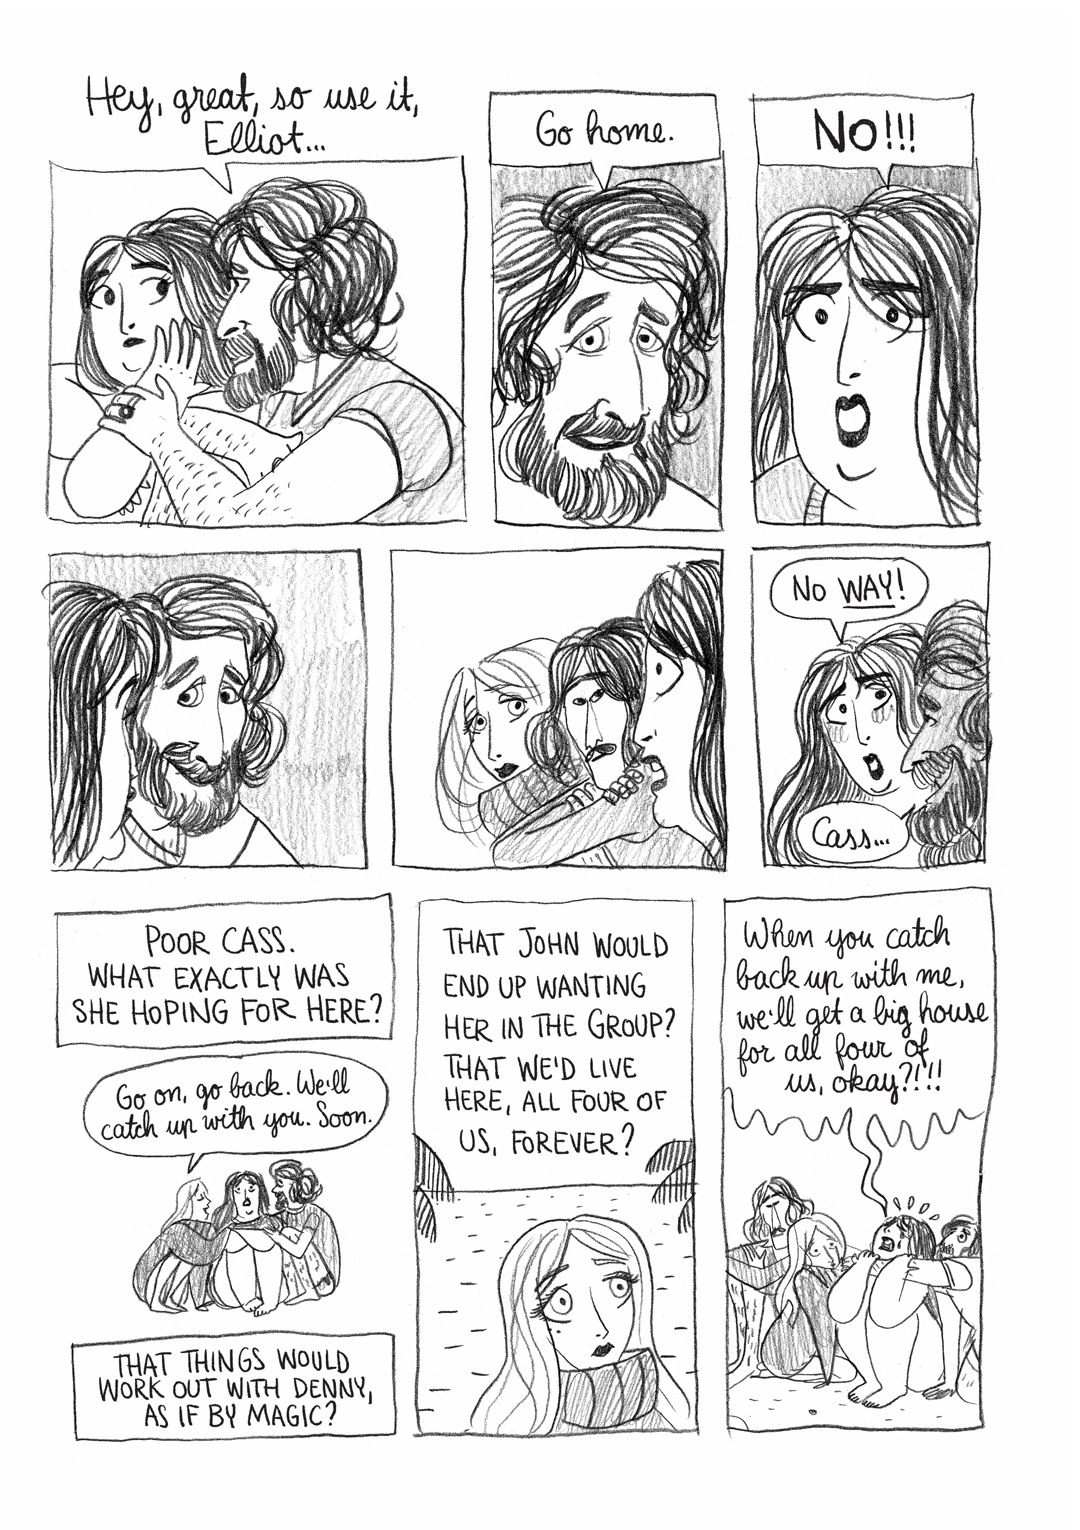 Hey, great, so use it,
Elliot...
Go home.
NO!!!
NO WAY!
Cass...
POOR CASS.
WHAT EXACTLY WAS
SHE HOPING FOR HERE?
Go on, go back. We'll
catch up with you. Soon.
THAT THINGS WOULD
WORK OUT WITH DENNY,
AS IF BY MAGIC?
THAT JOHN WOULD
END UP WANTING
HER IN THE GROUP?
THAT WE'D LIVE
HERE, ALL FOUR OF
US, FOREVER?
When you catch
back up with me,
we'll get a big house
for all four of
us, okay?!!!